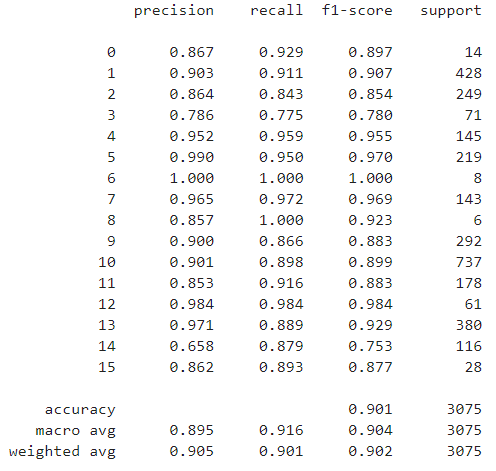 precision recall f1-score support
0 0.867 0.929 0.897 14
1 0.903 0.911 0.907 428
2 0.864 0.843 0.854 249
3 0.786 0.775 0.780 71
4 0.952 0.959 0.955 145
5 0.990 0.950 0.970 219
6 1.000 1.000 1.000 8
7 0.965 0.972 0.969 143
8 0.857 1.000 0.923 6
9 0.900 0.866 0.883 292
10 0.901 0.898 0.899 737
11 0.853 0.916 0.883 178
12 0.984 0.984 0.984 61
13 0.971 0.889 0.929 380
14 0.658 0.879 0.753 116
15 0.862 0.893 0.877 28
accuracy 0.901 3075
macro avg 0.895 0.916 0.904 3075
weighted avg 0.905 0.901 0.902 3075